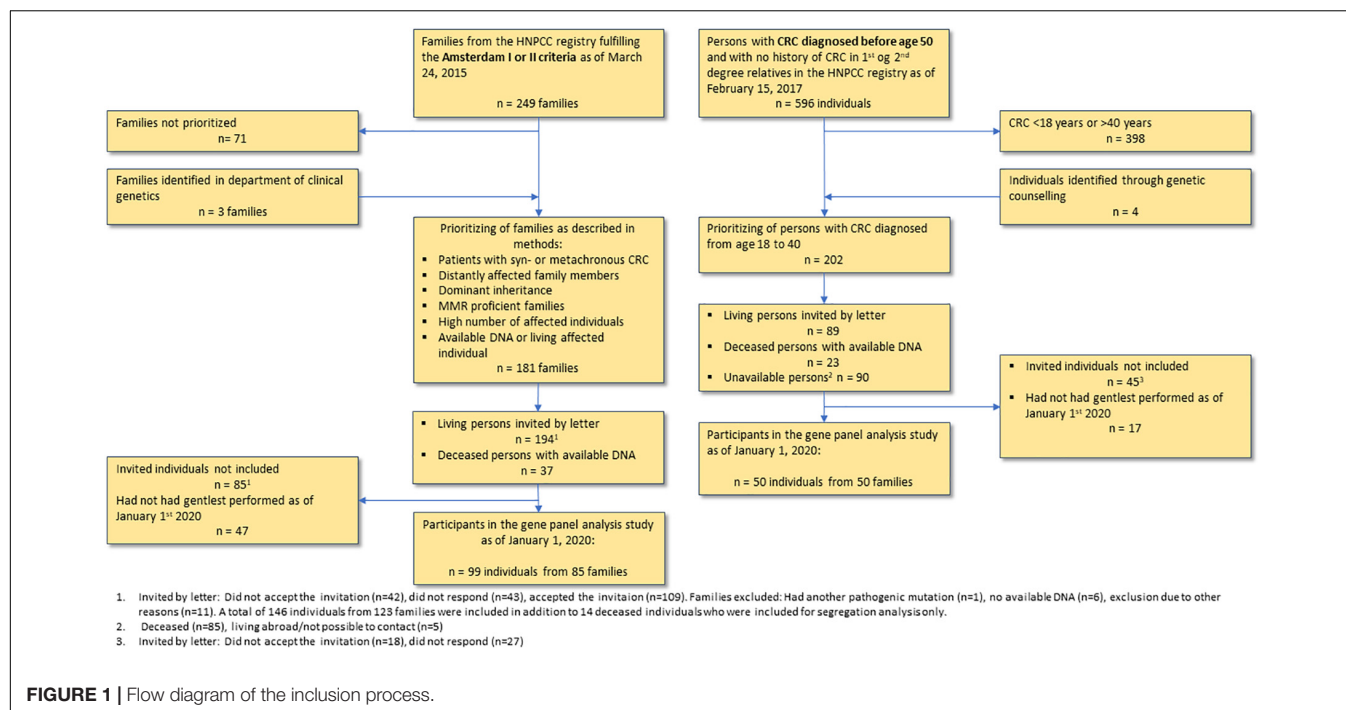 Families from the HNPCC registry fulfilling
the Amsterdam I or II criteria as of March
24, 2015
n = 249 families
Families not prioritized
n= 71
Families identified in department of clinical
genetics
n = 3 families
Prioritizing of families as described in
methods:
▪ Patients with syn- or metachronous CRC
▪ Distantly affected family members
▪ Dominant inheritance
▪ MMR proficient families
▪ High number of affected individuals
▪ Available DNA or living affected
individual
n = 181 families
▪ Living persons invited by letter
n = 194¹
▪ Deceased persons with available DNA
n = 37
Invited individuals not included
n = 85¹
Had not had gentlest performed as of
January 1st 2020
n = 47
Participants in the gene panel analysis study
as of January 1, 2020:
n = 99 individuals from 85 families
Persons with CRC diagnosed before age 50
and with no history of CRC in 1st og 2nd
degree relatives in the HNPCC registry as of
February 15, 2017
n = 596 individuals
CRC <18 years or >40 years
n = 398
Individuals identified through genetic
counselling
n = 4
Prioritizing of persons with CRC diagnosed
from age 18 to 40
n = 202
▪ Living persons invited by letter
n = 89
▪ Deceased persons with available DNA
n = 23
▪ Unavailable persons² n = 90
▪ Invited individuals not included
n = 45³
▪ Had not had gentlest performed as of
January 1st 2020
n = 17
Participants in the gene panel analysis study
as of January 1, 2020:
n = 50 individuals from 50 families
1. Invited by letter: Did not accept the invitation (n=42), did not respond (n=43), accepted the invitaion (n=109). Families excluded: Had another pathogenic mutation (n=1), no available DNA (n=6), exclusion due to other
reasons (n=11). A total of 146 individuals from 123 families were included in addition to 14 deceased individuals who were included for segregation analysis only.
2. Deceased (n=85), living abroad/not possible to contact (n=5)
3. Invited by letter: Did not accept the invitation (n=18), did not respond (n=27)
FIGURE 1 | Flow diagram of the inclusion process.